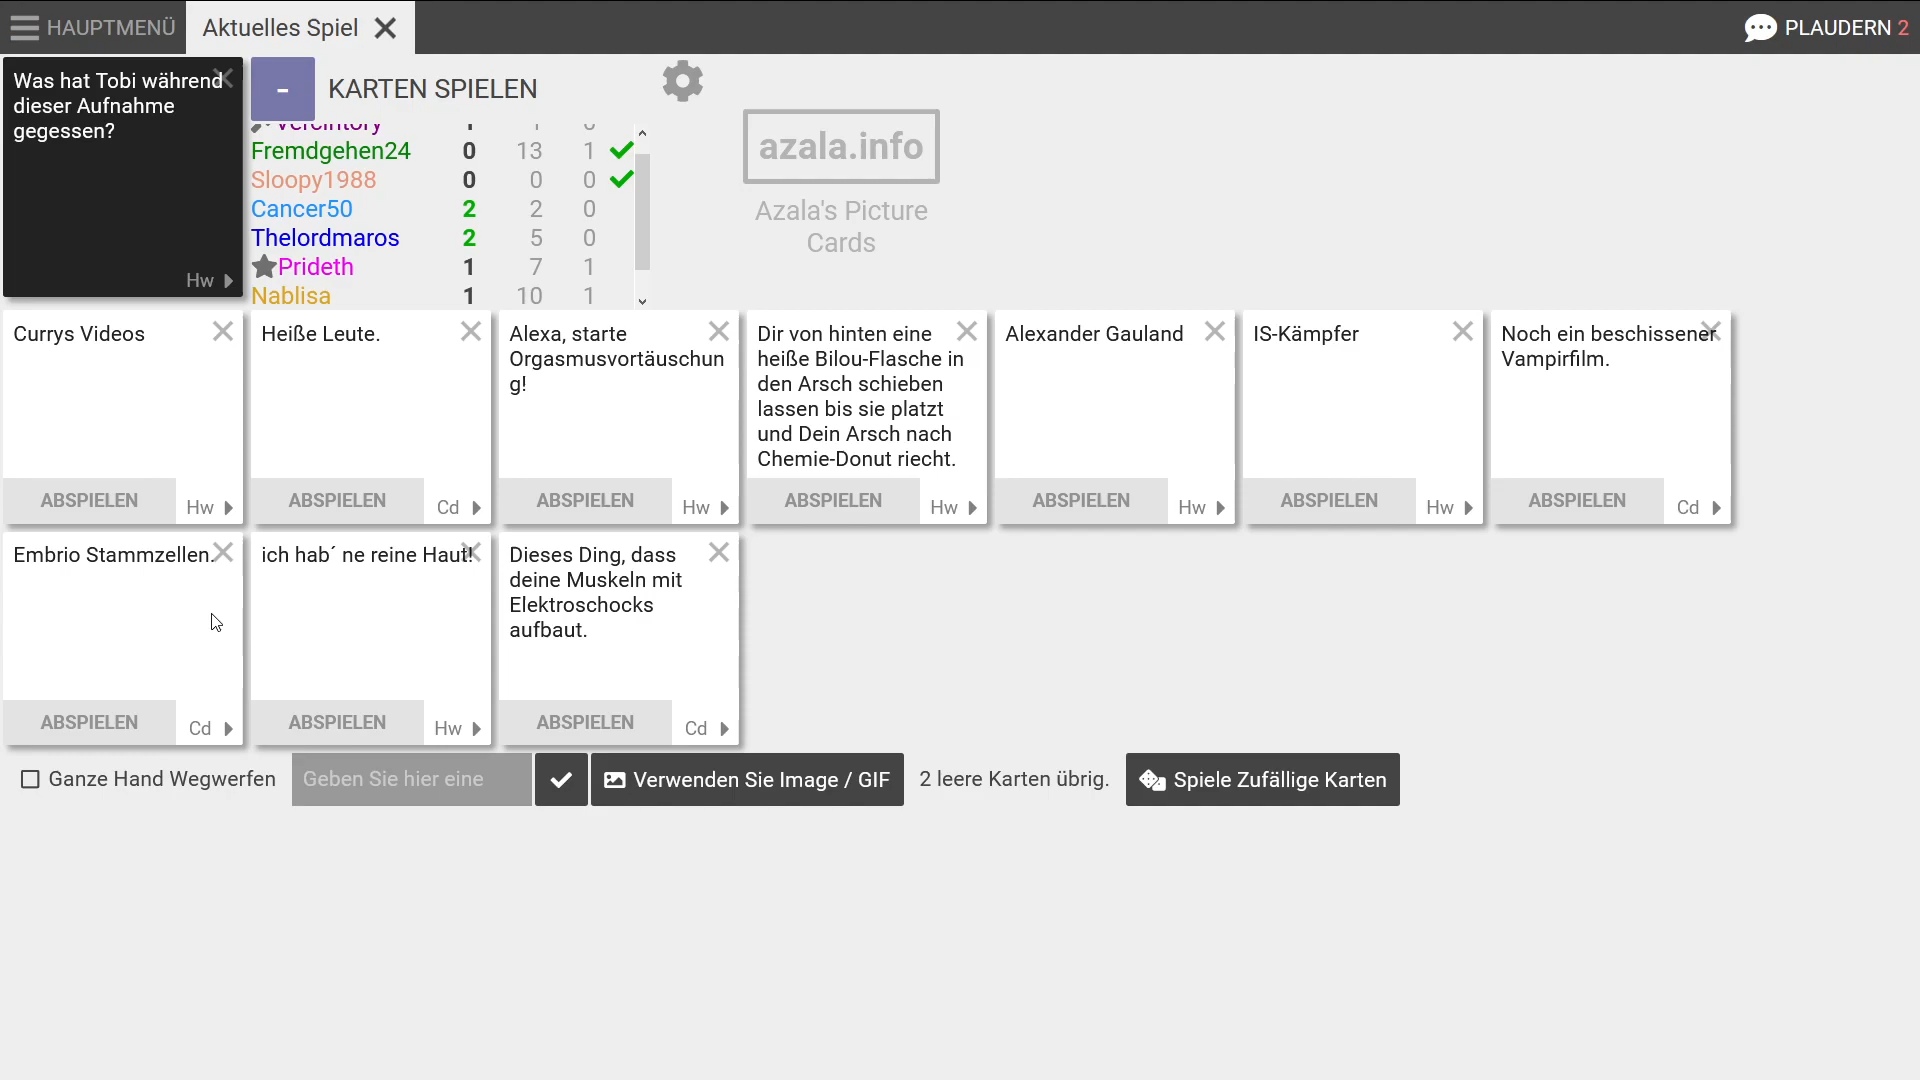 HAUPTMENÜ
Aktuelles Spiel
PLAUDERN 2
Was hat Tobi während
dieser Aufnahme
gegessen?
Hw
-
KARTEN SPIELEN
Vercintory 1 1 0
Fremdgehen24 0 13 1
Sloopy1988 0 0 0
Cancer50 2 2 0
Thelordmaros 2 5 0
Prideth 1 7 1
Nablisa 1 10 1
azala.info
Azala's Picture
Cards
Currys Videos
ABSPIELEN
Hw
Heiße Leute.
ABSPIELEN
Cd
Alexa, starte
Orgasmusvortäuschun
g!
ABSPIELEN
Hw
Dir von hinten eine
heiße Bilou-Flasche in
den Arsch schieben
lassen bis sie platzt
und Dein Arsch nach
Chemie-Donut riecht.
ABSPIELEN
Hw
Alexander Gauland
ABSPIELEN
Hw
IS-Kämpfer
ABSPIELEN
Hw
Noch ein beschissener
Vampirfilm.
ABSPIELEN
Cd
Embrio Stammzellen.
ABSPIELEN
Cd
ich hab´ ne reine Haut!
ABSPIELEN
Hw
Dieses Ding, dass
deine Muskeln mit
Elektroschocks
aufbaut.
ABSPIELEN
Cd
Ganze Hand Wegwerfen
Geben Sie hier eine
Verwenden Sie Image / GIF
2 leere Karten übrig.
Spiele Zufällige Karten